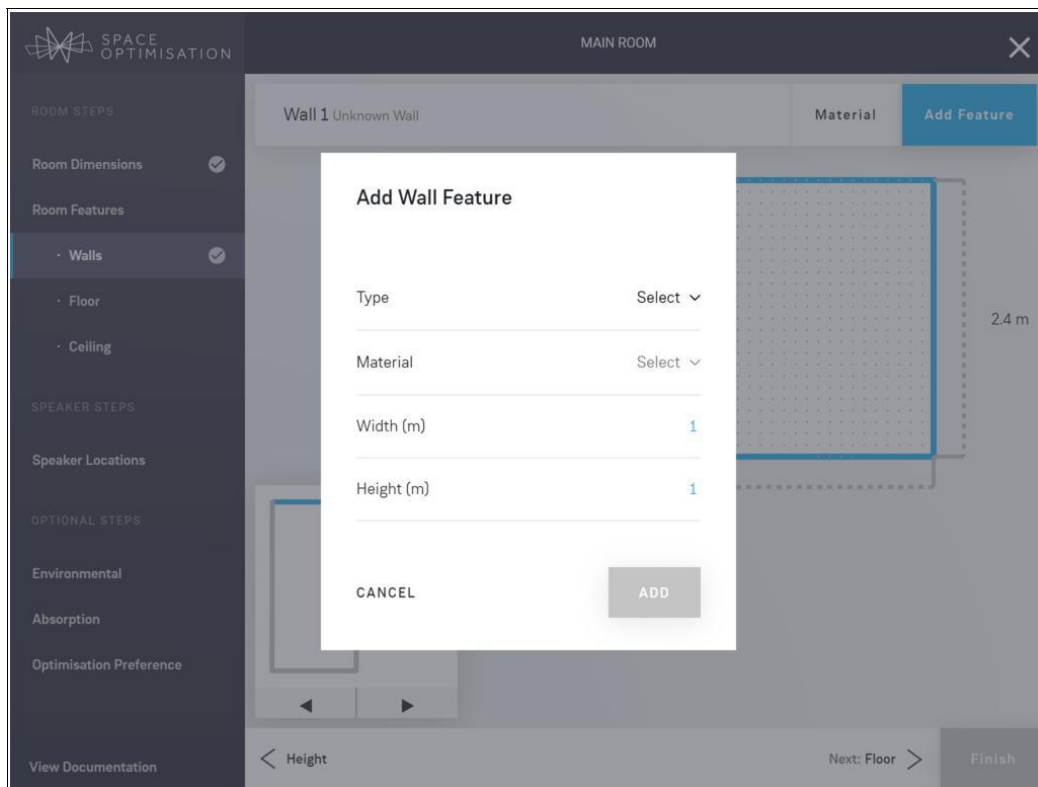 SPACE
OPTIMISATION
MAIN ROOM
ROOM STEPS
Room Dimensions
Room Features
· Walls
· Floor
· Ceiling
SPEAKER STEPS
Speaker Locations
OPTIONAL STEPS
Environmental
Absorption
Optimisation Preference
View Documentation
Wall 1 Unknown Wall
Material
Add Feature
Add Wall Feature
Type Select
Material Select
Width (m) 1
Height (m) 1
CANCEL ADD
2.4 m
Height
Next: Floor
Finish